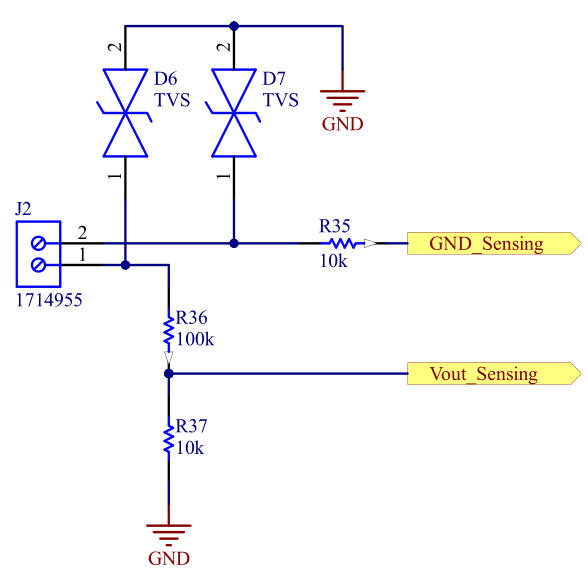 2
2
D6
TVS
D7
TVS
GND
1
1
J2
2
1
1714955
R35
10k
GND_Sensing
R36
100k
Vout_Sensing
R37
10k
GND